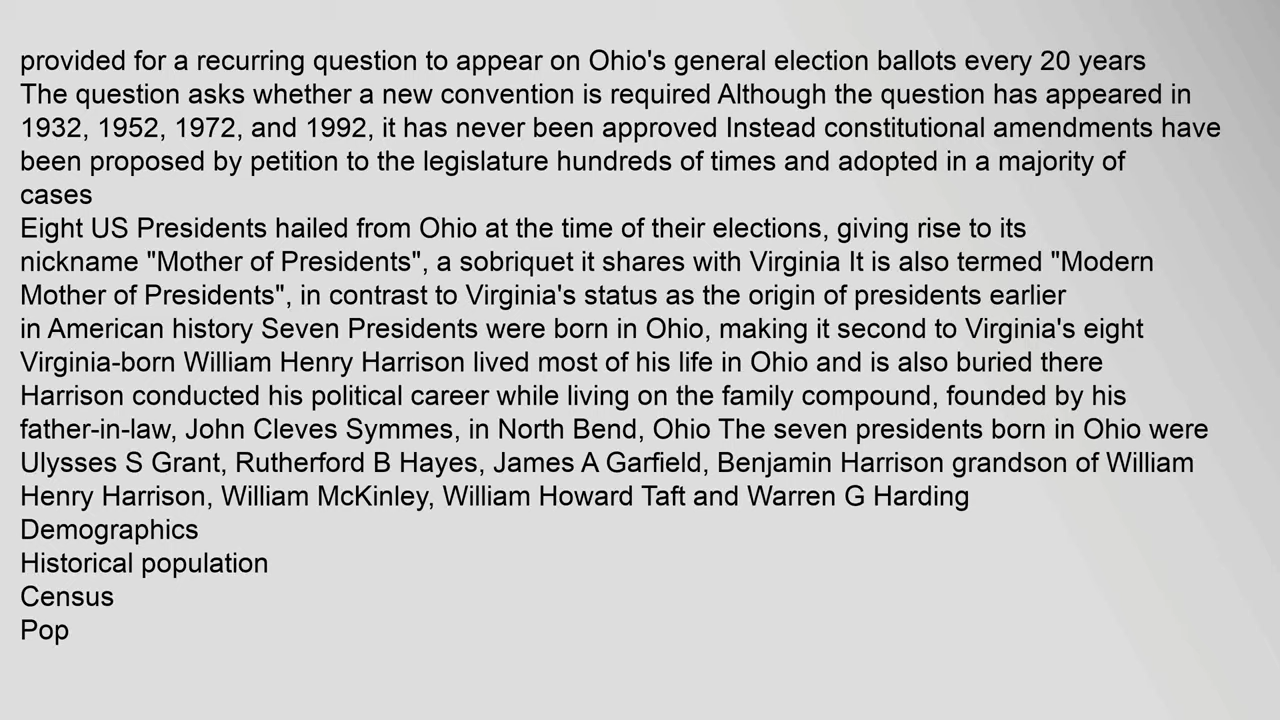 provided for a recurring question to appear on Ohio's general election ballots every 20 years
The question asks whether a new convention is required Although the question has appeared in
1932, 1952, 1972, and 1992, it has never been approved Instead constitutional amendments have
been proposed by petition to the legislature hundreds of times and adopted in a majority of
cases
Eight US Presidents hailed from Ohio at the time of their elections, giving rise to its
nickname "Mother of Presidents", a sobriquet it shares with Virginia It is also termed "Modern
Mother of Presidents", in contrast to Virginia's status as the origin of presidents earlier
in American history Seven Presidents were born in Ohio, making it second to Virginia's eight
Virginia-born William Henry Harrison lived most of his life in Ohio and is also buried there
Harrison conducted his political career while living on the family compound, founded by his
father-in-law, John Cleves Symmes, in North Bend, Ohio The seven presidents born in Ohio were
Ulysses S Grant, Rutherford B Hayes, James A Garfield, Benjamin Harrison grandson of William
Henry Harrison, William McKinley, William Howard Taft and Warren G Harding
Demographics
Historical population
Census
Pop